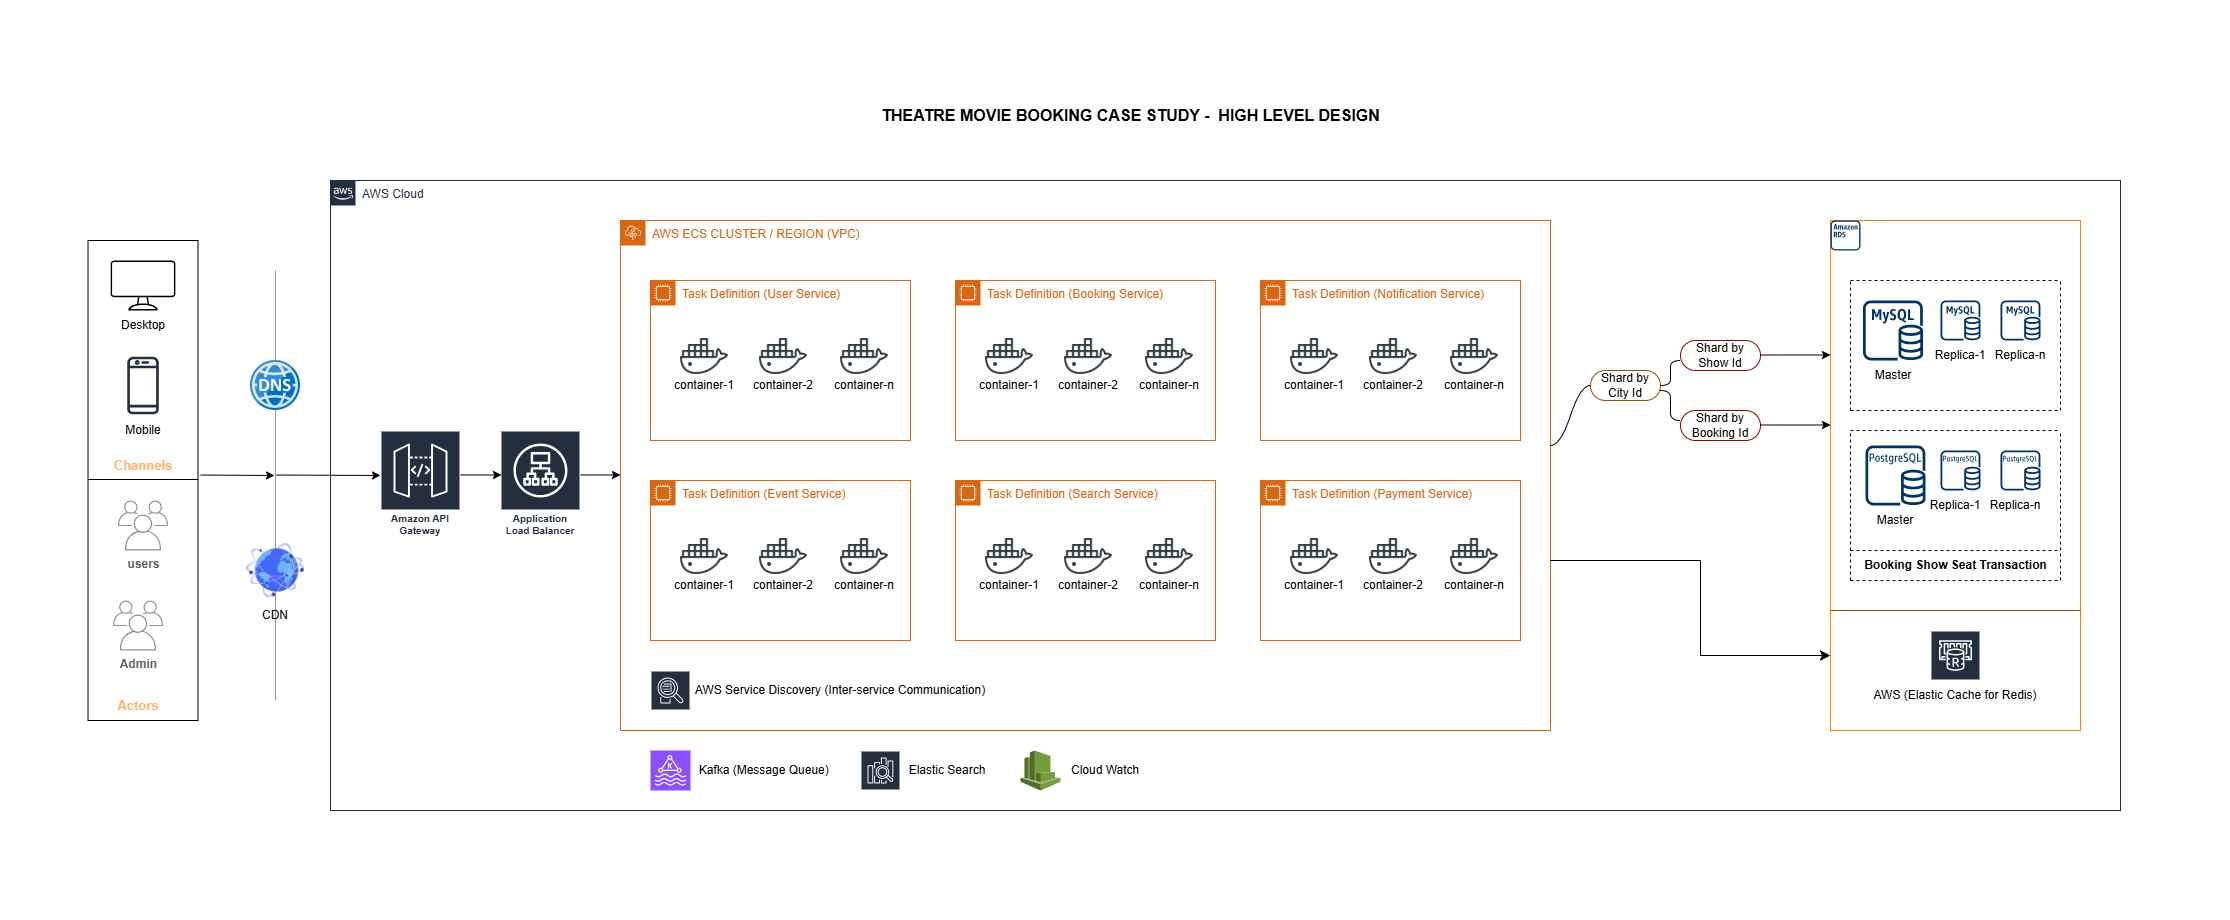 THEATRE MOVIE BOOKING CASE STUDY - HIGH LEVEL DESIGN
aws
AWS Cloud
Desktop
Mobile
Channels
users
Admin
Actors
DNS
CDN
Amazon API
Gateway
Application
Load Balancer
AWS ECS CLUSTER / REGION (VPC)
Task Definition (User Service)
container-1
container-2
container-n
Task Definition (Booking Service)
container-1
container-2
container-n
Task Definition (Notification Service)
container-1
container-2
container-n
Task Definition (Event Service)
container-1
container-2
container-n
Task Definition (Search Service)
container-1
container-2
container-n
Task Definition (Payment Service)
container-1
container-2
container-n
AWS Service Discovery (Inter-service Communication)
K
Kafka (Message Queue)
Elastic Search
Cloud Watch
Shard by
City Id
Shard by
Show Id
Shard by
Booking Id
Amazon
RDS
MySQL
Master
MySQL
Replica-1
MySQL
Replica-n
PostgreSQL
Master
PostgreSQL
Replica-1
PostgreSQL
Replica-n
Booking Show Seat Transaction
R
AWS (Elastic Cache for Redis)